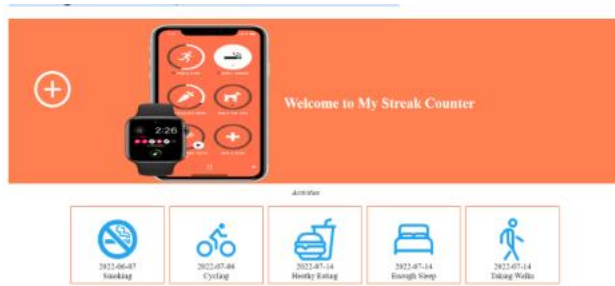 2:26
Welcome to My Streak Counter
Activities
2022-06-07
Smoking
2022-07-06
Cycling
2022-07-14
Healthy Eating
2022-07-14
Enough Sleep
2022-07-14
Taking Walks